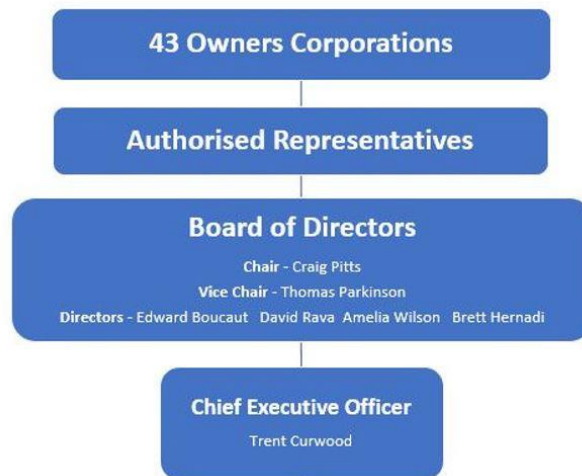 43 Owners Corporations
Authorised Representatives
Board of Directors
Chair - Craig Pitts
Vice Chair - Thomas Parkinson
Directors - Edward Boucaut David Rava Amelia Wilson Brett Hernadi
Chief Executive Officer
Trent Curwood